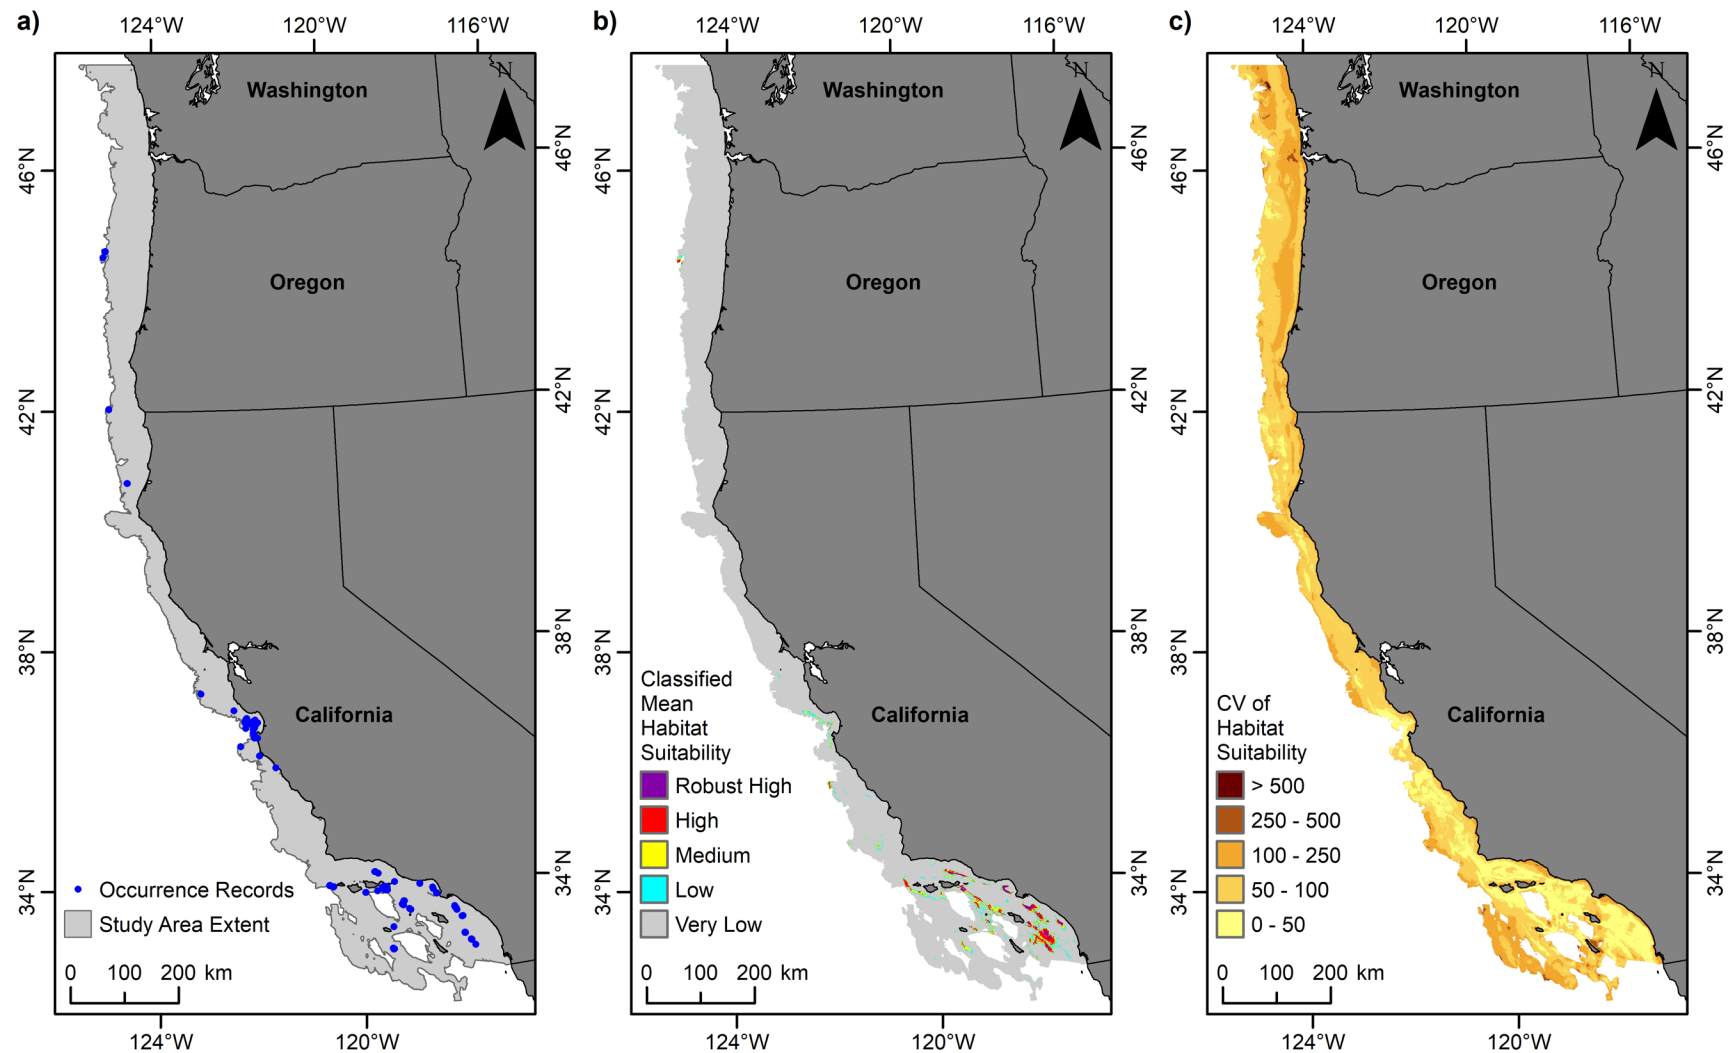 a)
124°W
120°W
116°W
N
Washington
46°N
46°N
Oregon
42°N
42°N
38°N
38°N
California
34°N
34°N
Occurrence Records
Study Area Extent
0 100 200 km
124°W
120°W
b)
124°W
120°W
116°W
N
Washington
46°N
46°N
Oregon
42°N
42°N
38°N
38°N
California
Classified
Mean
Habitat
Suitability
Robust High
High
Medium
Low
Very Low
34°N
34°N
0 100 200 km
124°W
120°W
c)
124°W
120°W
116°W
N
Washington
46°N
46°N
Oregon
42°N
42°N
38°N
38°N
California
CV of
Habitat
Suitability
> 500
250 - 500
100 - 250
50 - 100
0 - 50
34°N
34°N
0 100 200 km
124°W
120°W